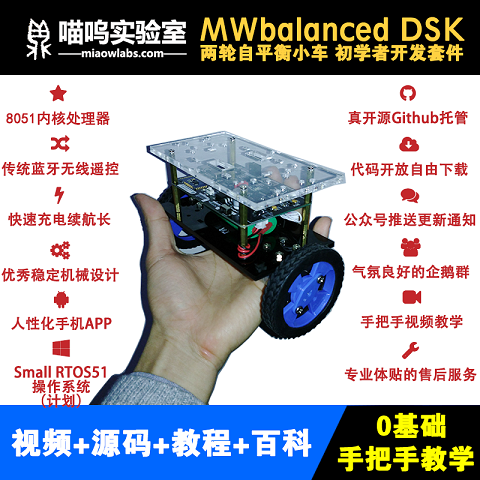 喵呜实验室
miaowlabs.com
MWbalanced DSK
两轮自平衡小车 初学者开发套件
8051内核处理器
传统蓝牙无线遥控
快速充电续航长
优秀稳定机械设计
人性化手机APP
Small RTOS51
操作系统
（计划）
真开源Github托管
代码开放自由下载
公众号推送更新通知
气氛良好的企鹅群
手把手视频教学
专业体贴的售后服务
视频+源码+教程+百科
0基础
手把手教学